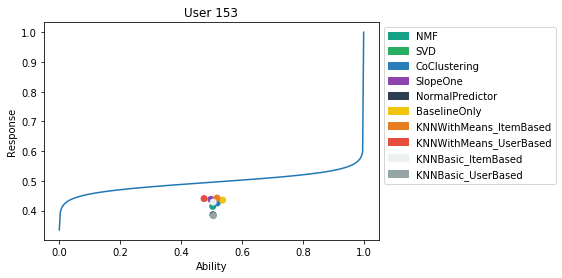 User 153
1.0
0.9
0.8
0.7
0.6
0.5
0.4
Response
0.0
0.2
0.4
0.6
0.8
1.0
Ability
NMF
SVD
CoClustering
SlopeOne
NormalPredictor
BaselineOnly
KNNWithMeans_ItemBased
KNNWithMeans_UserBased
KNNBasic_ItemBased
KNNBasic_UserBased